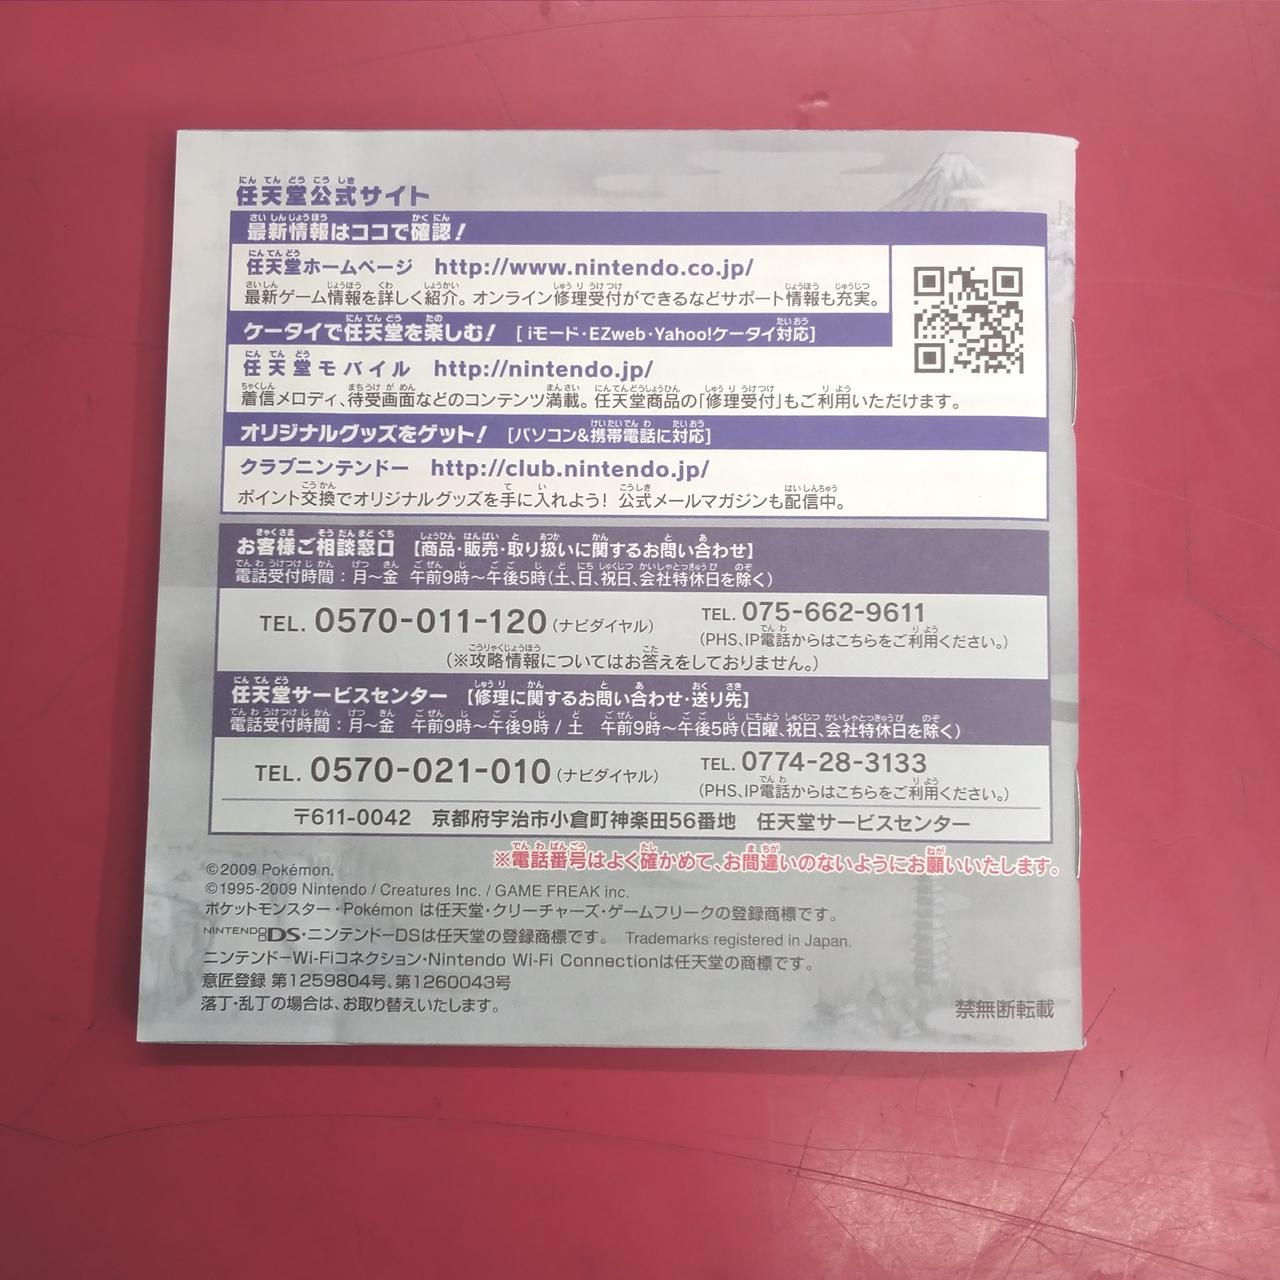 任天堂公式サイト
最新情報はココで確認!
任天堂ホームページ http://www.nintendo.co.jp/
最新ゲーム情報を詳しく紹介。オンライン修理受付ができるなどサポート情報も充実。
ケータイで任天堂を楽しむ! [iモード・EZweb・Yahoo!ケータイ対応]
任天堂モバイル http://nintendo.jp/
着信メロディ、待受画面などのコンテンツ満載。任天堂商品の「修理受付」もご利用いただけます。
オリジナルグッズをゲット! [パソコン&携帯電話に対応]
クラブニンテンドー http://club.nintendo.jp/
ポイント交換でオリジナルグッズを手に入れよう! 公式メールマガジンも配信中。
お客様ご相談窓口 【商品・販売・取り扱いに関するお問い合わせ】
電話受付時間:月〜金 午前9時〜午後5時(土、日、祝日、会社特休日を除く)
TEL. 0570-011-120(ナビダイヤル) TEL. 075-662-9611
(PHS、IP電話からはこちらをご利用ください。)
(※攻略情報についてはお答えをしておりません。)
任天堂サービスセンター 【修理に関するお問い合わせ・送り先】
電話受付時間:月〜金 午前9時〜午後9時/土 午前9時〜午後5時(日曜、祝日、会社特休日を除く)
TEL. 0570-021-010(ナビダイヤル) TEL. 0774-28-3133
(PHS、IP電話からはこちらをご利用ください。)
〒611-0042 京都府宇治市小倉町神楽田56番地 任天堂サービスセンター
※電話番号はよく確かめて、お間違いのないようにお願いいたします。
©2009 Pokémon.
©1995-2009 Nintendo / Creatures Inc. / GAME FREAK inc.
ポケットモンスター・Pokémon は任天堂・クリーチャーズ・ゲームフリークの登録商標です。
NINTENDO DS・ニンテンドーDSは任天堂の登録商標です。 Trademarks registered in Japan.
ニンテンドーWi-Fiコネクション・Nintendo Wi-Fi Connectionは任天堂の商標です。
意匠登録 第1259804号、第1260043号
落丁・乱丁の場合は、お取り替えいたします。
禁無断転載